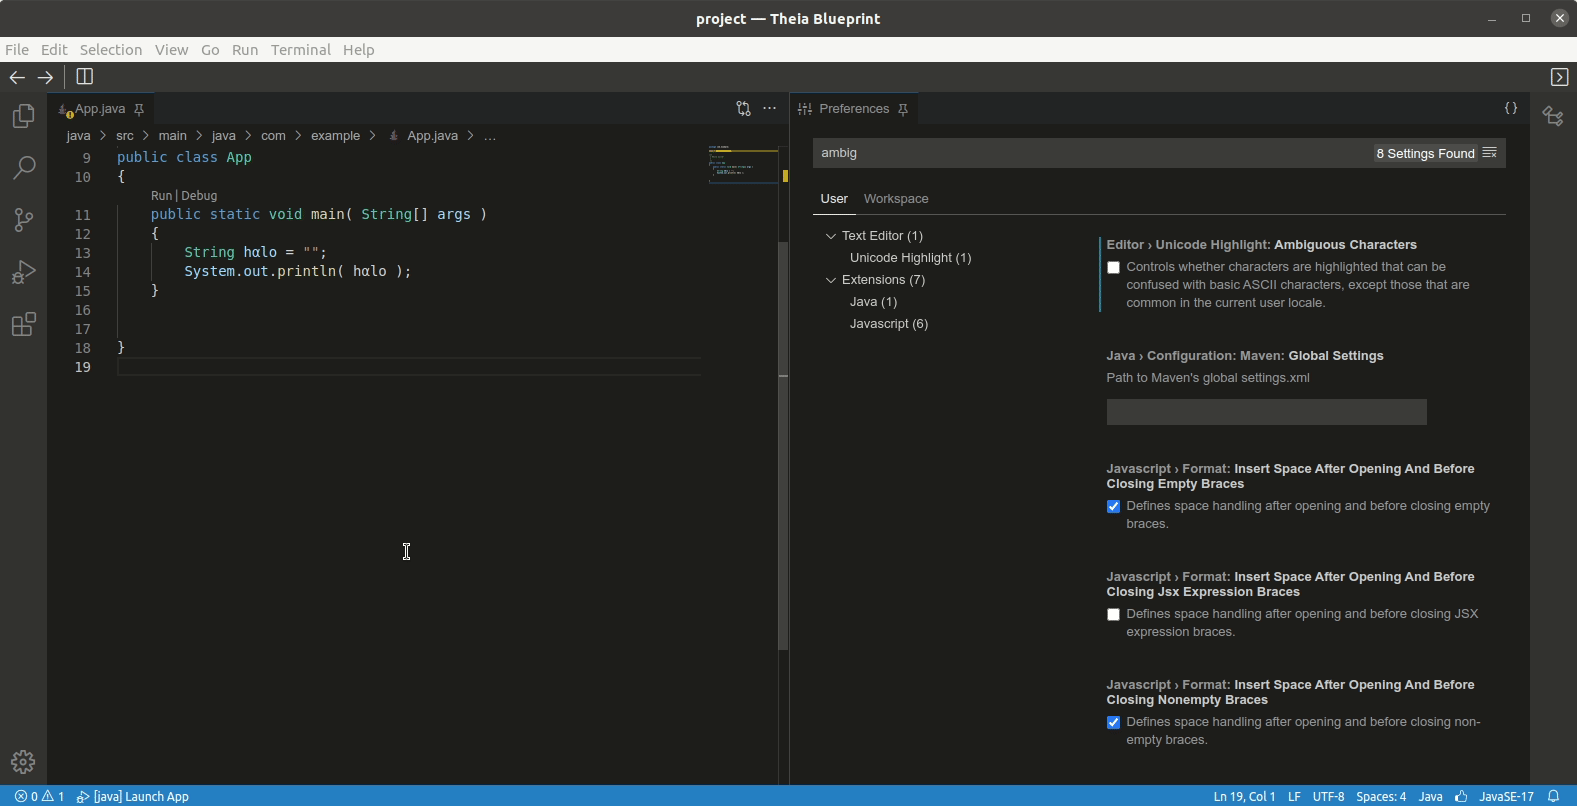 project — Theia Blueprint
File Edit Selection View Go Run Terminal Help
App.java
java > src > main > java > com > example > App.java > …
9 public class App
10 {
Run | Debug
11 public static void main( String[] args )
12 {
13 String hαlo = "";
14 System.out.println( hαlo );
15 }
16
17
18 }
19
Preferences
{}
ambig
8 Settings Found
User Workspace
Text Editor (1)
Unicode Highlight (1)
Extensions (7)
Java (1)
Javascript (6)
Editor › Unicode Highlight: Ambiguous Characters
Controls whether characters are highlighted that can be
confused with basic ASCII characters, except those that are
common in the current user locale.
Java › Configuration: Maven: Global Settings
Path to Maven's global settings.xml
Javascript › Format: Insert Space After Opening And Before
Closing Empty Braces
Defines space handling after opening and before closing empty
braces.
Javascript › Format: Insert Space After Opening And Before
Closing Jsx Expression Braces
Defines space handling after opening and before closing JSX
expression braces.
Javascript › Format: Insert Space After Opening And Before
Closing Nonempty Braces
Defines space handling after opening and before closing non-
empty braces.
0 1 [java] Launch App
Ln 19, Col 1 LF UTF-8 Spaces: 4 Java JavaSE-17